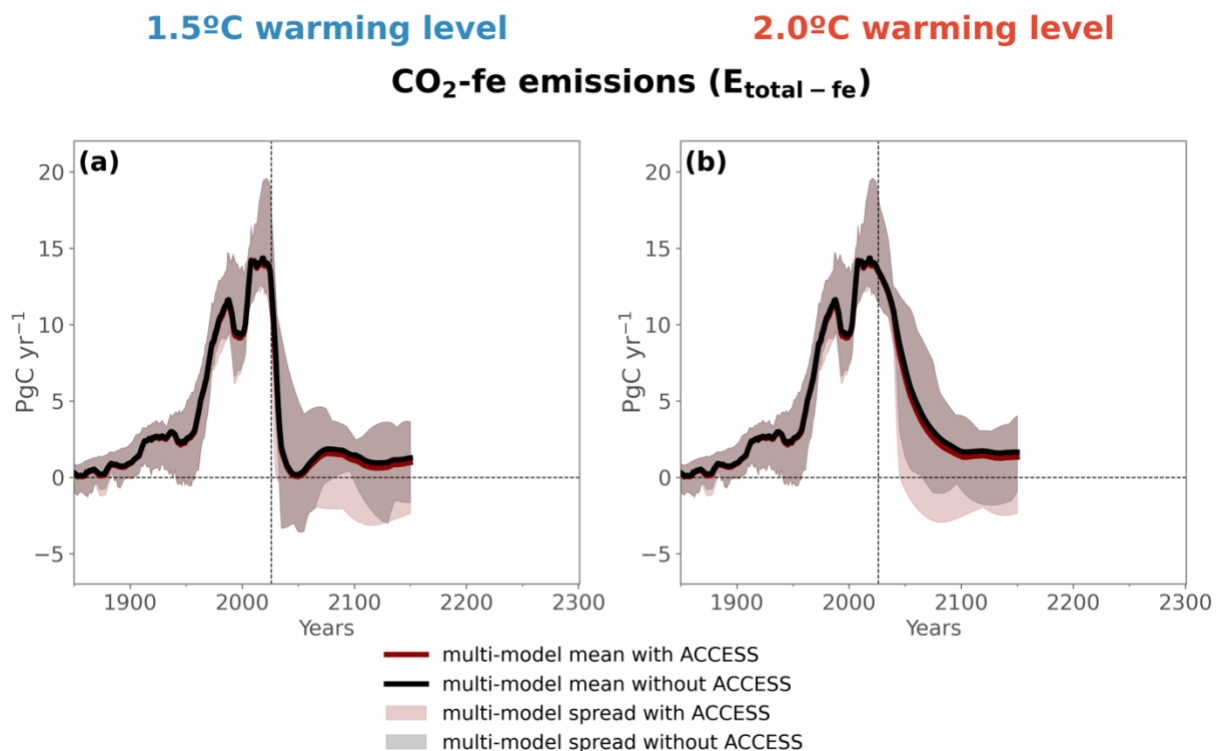 1.5ºC warming level 2.0ºC warming level
CO₂-fe emissions (E_total−fe)
(a) (b)
20 20
15 15
10 10
5 5
0 0
−5 −5
PgC yr⁻¹ PgC yr⁻¹
1900 2000 2100 2200 2300 1900 2000 2100 2200 2300
Years Years
multi-model mean with ACCESS
multi-model mean without ACCESS
multi-model spread with ACCESS
multi-model spread without ACCESS